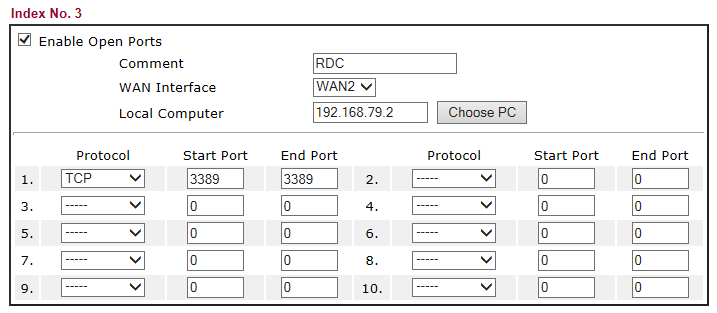 Index No. 3
Enable Open Ports
Comment RDC
WAN Interface WAN2
Local Computer 192.168.79.2 Choose PC
Protocol Start Port End Port Protocol Start Port End Port
1. TCP 3389 3389 2. ----- 0 0
3. ----- 0 0 4. ----- 0 0
5. ----- 0 0 6. ----- 0 0
7. ----- 0 0 8. ----- 0 0
9. ----- 0 0 10. ----- 0 0